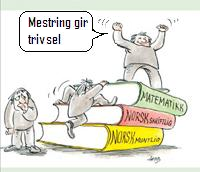 Mestring gir
trivsel
MATEMATIKK
NORSK SKRIFTLIG
NORSK MUNTLIG